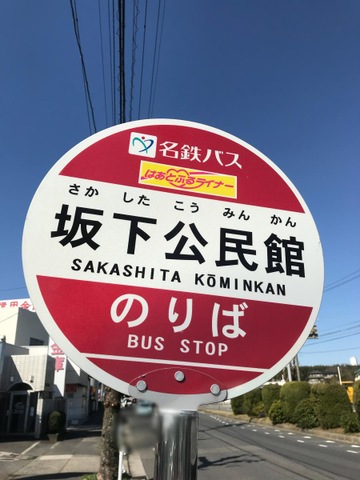 名鉄バス
はあとふるライナー
さか した こう みん かん
坂下公民館
SAKASHITA KŌMINKAN
のりば
BUS STOP